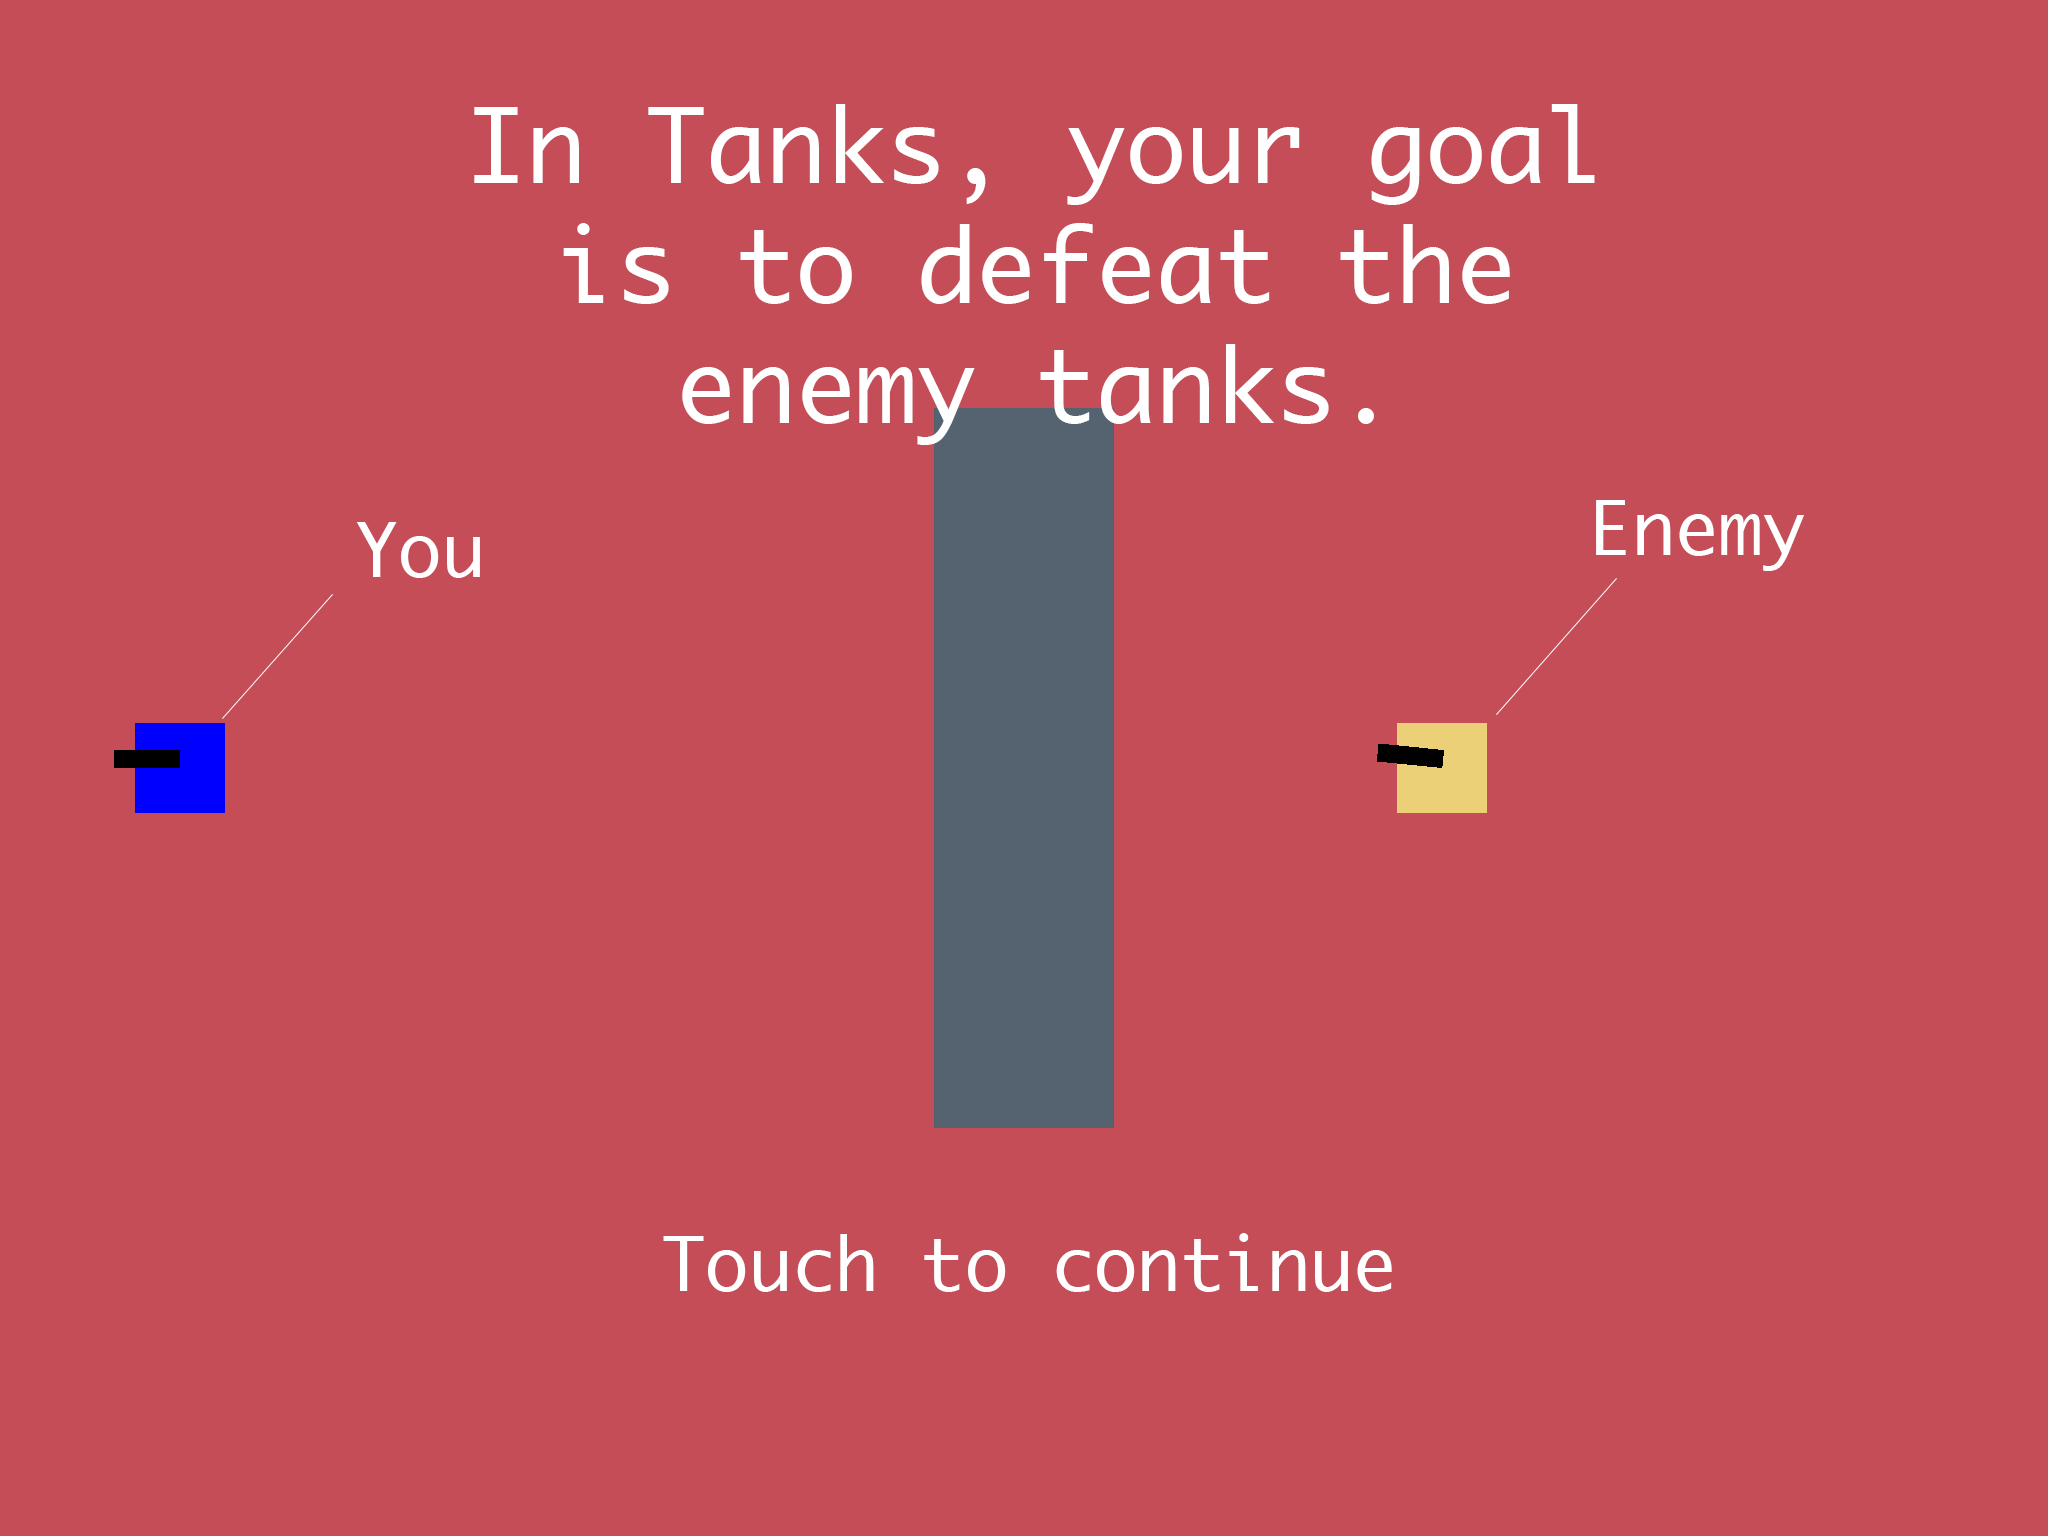 In Tanks, your goal
is to defeat the
enemy tanks.
You
Enemy
Touch to continue